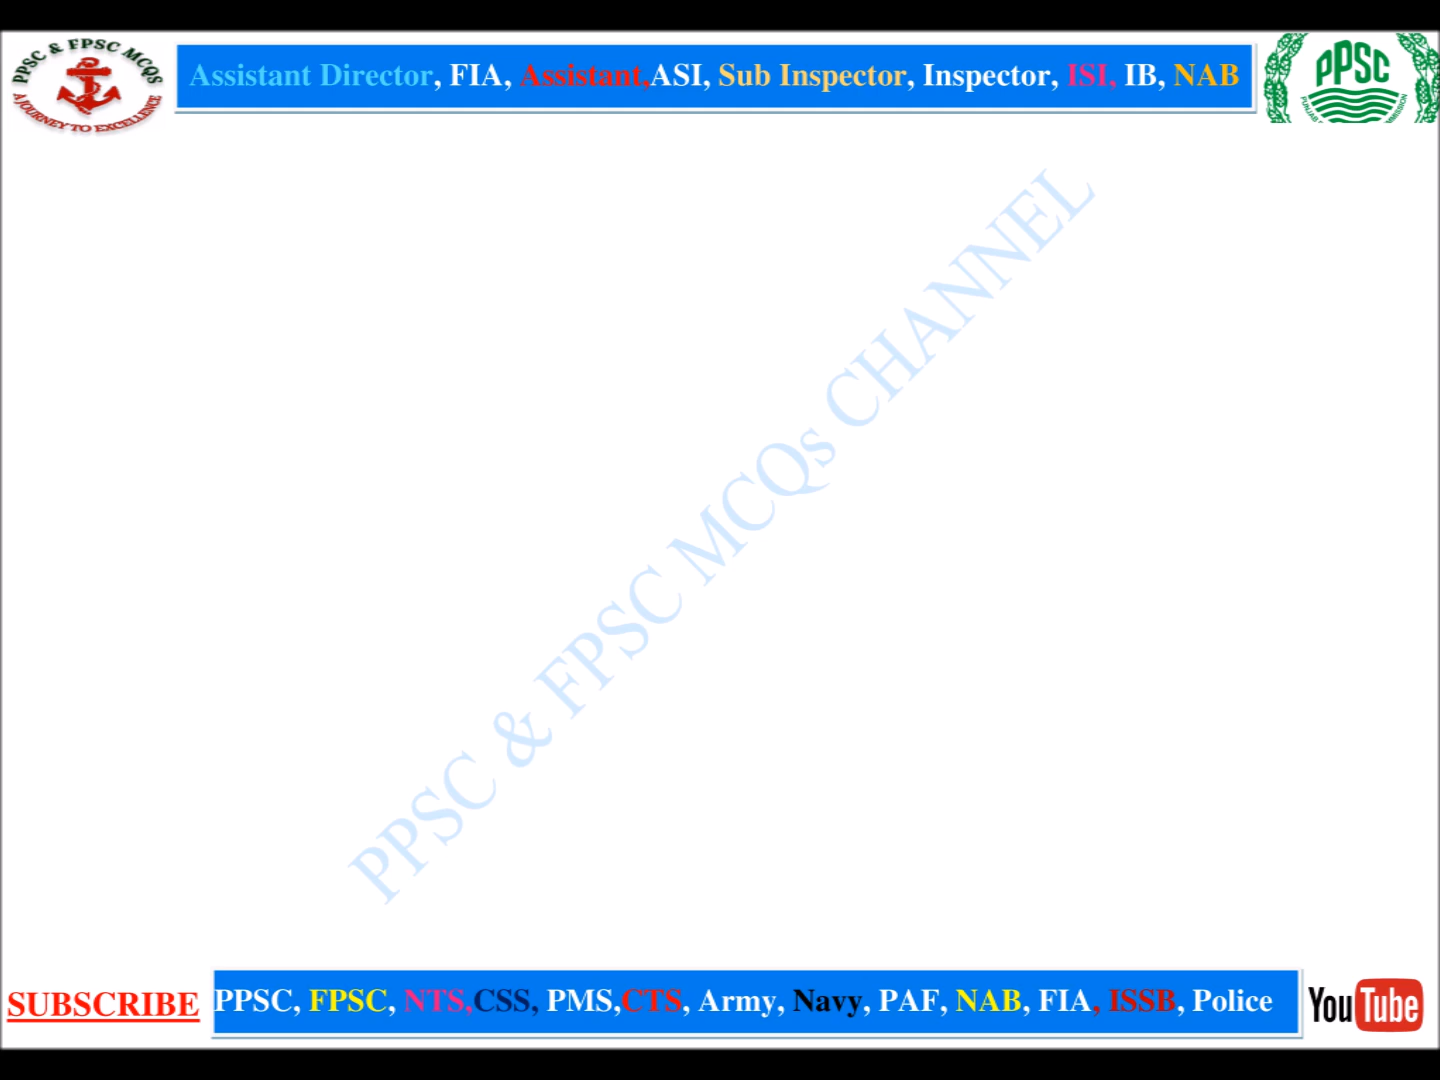 PPSC & FPSC MCQS
A JOURNEY TO EXCELLENCE
Assistant Director, FIA, Assistant,ASI, Sub Inspector, Inspector, ISI, IB, NAB
PPSC
PUNJAB
PPSC & FPSC MCQs CHANNEL
SUBSCRIBE
PPSC, FPSC, NTS,CSS, PMS,CTS, Army, Navy, PAF, NAB, FIA, ISSB, Police
YouTube